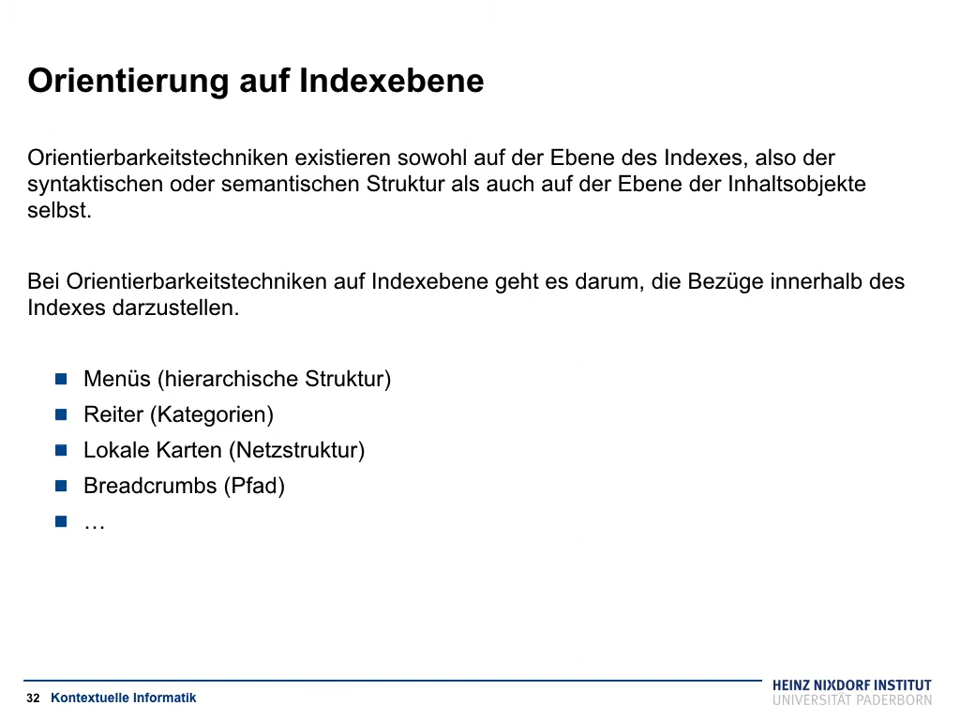 Orientierung auf Indexebene
Orientierbarkeitstechniken existieren sowohl auf der Ebene des Indexes, also der
syntaktischen oder semantischen Struktur als auch auf der Ebene der Inhaltsobjekte
selbst.
Bei Orientierbarkeitstechniken auf Indexebene geht es darum, die Bezüge innerhalb des
Indexes darzustellen.
Menüs (hierarchische Struktur)
Reiter (Kategorien)
Lokale Karten (Netzstruktur)
Breadcrumbs (Pfad)
…
32 Kontextuelle Informatik
HEINZ NIXDORF INSTITUT
UNIVERSITÄT PADERBORN